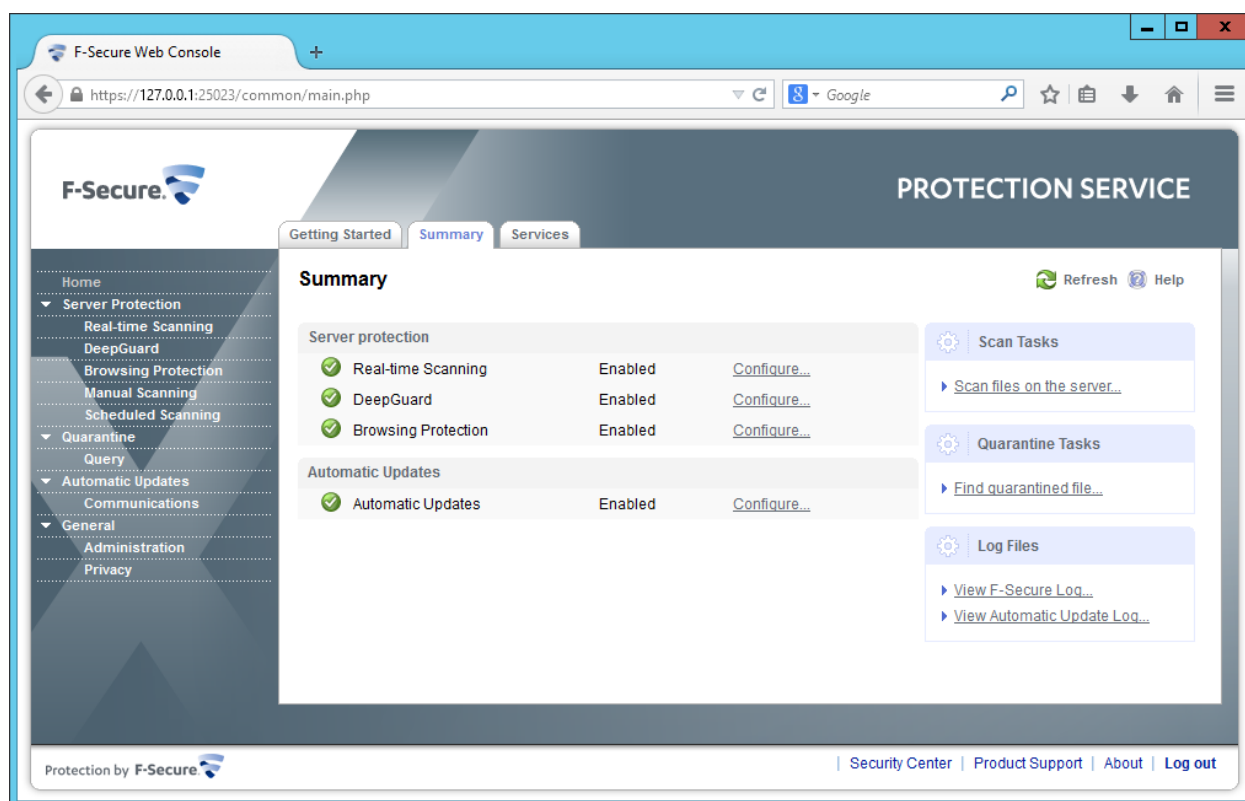 F-Secure Web Console
https://127.0.0.1:25023/common/main.php
Google
F-Secure.
PROTECTION SERVICE
Getting Started
Summary
Services
Home
Server Protection
Real-time Scanning
DeepGuard
Browsing Protection
Manual Scanning
Scheduled Scanning
Quarantine
Query
Automatic Updates
Communications
General
Administration
Privacy
Summary
Refresh
Help
Server protection
Real-time Scanning Enabled Configure...
DeepGuard Enabled Configure...
Browsing Protection Enabled Configure...
Automatic Updates
Automatic Updates Enabled Configure...
Scan Tasks
Scan files on the server...
Quarantine Tasks
Find quarantined file...
Log Files
View F-Secure Log...
View Automatic Update Log...
Protection by F-Secure.
| Security Center | Product Support | About | Log out